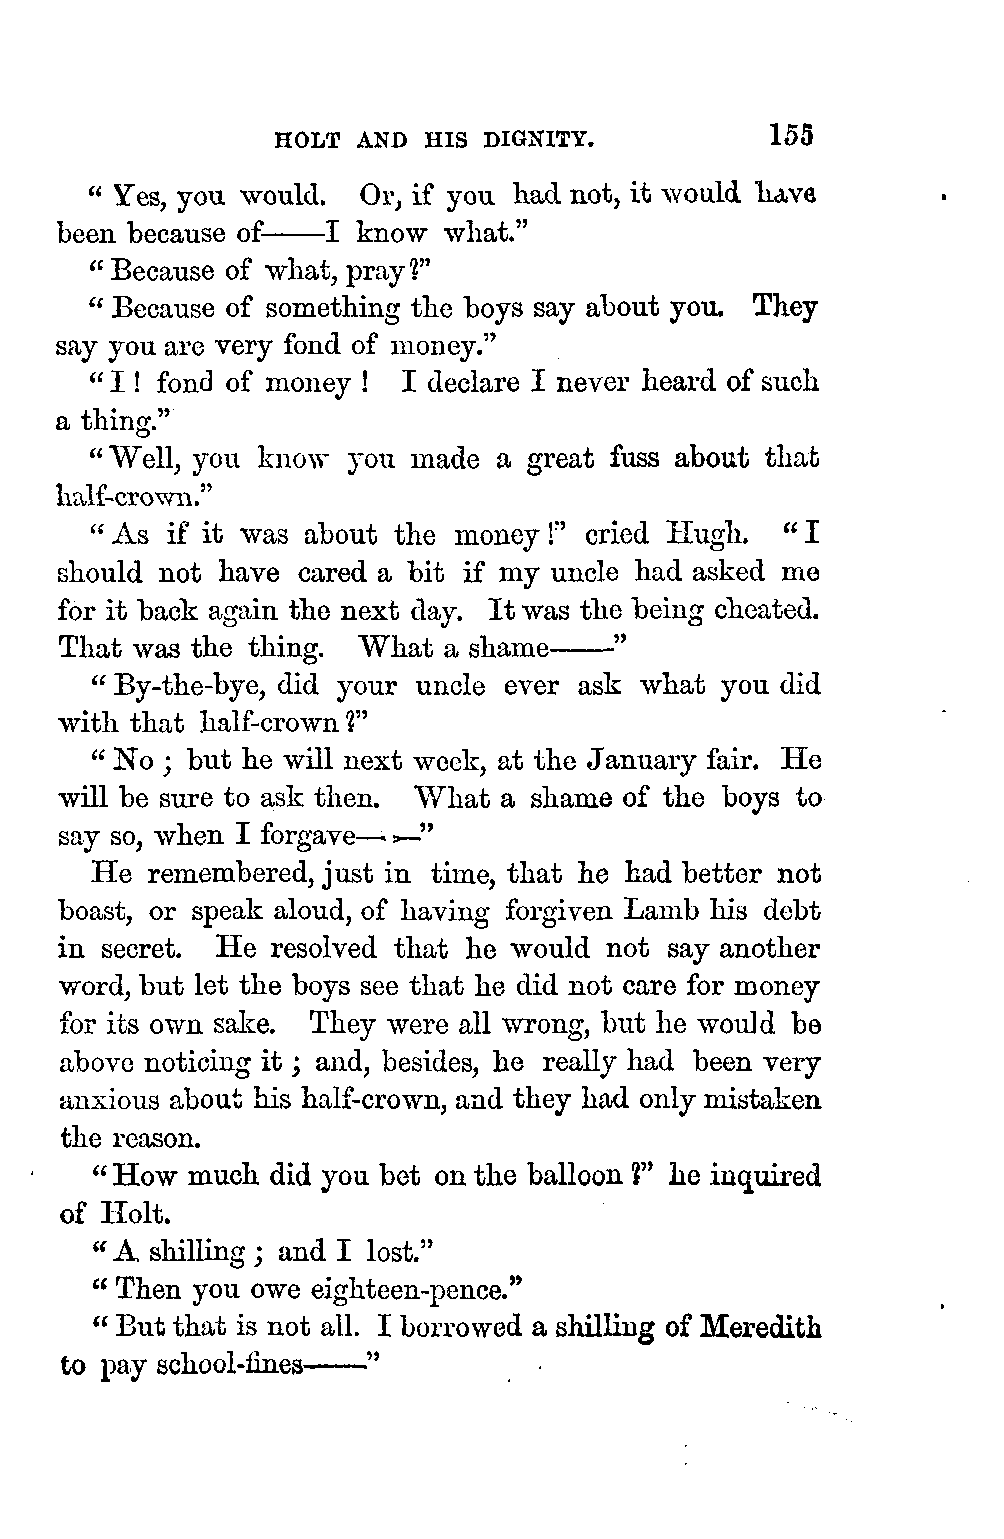 HOLT AND HIS DIGNITY. 155
“Yes, you would. Or, if you had not, it would have
been because of——I know what.”
“Because of what, pray?”
“Because of something the boys say about you. They
say you are very fond of money.”
“I! fond of money! I declare I never heard of such
a thing.”
“Well, you know you made a great fuss about that
half-crown.”
“As if it was about the money!” cried Hugh. “I
should not have cared a bit if my uncle had asked me
for it back again the next day. It was the being cheated.
That was the thing. What a shame——”
“By-the-bye, did your uncle ever ask what you did
with that half-crown?”
“No; but he will next week, at the January fair. He
will be sure to ask then. What a shame of the boys to
say so, when I forgave——”
He remembered, just in time, that he had better not
boast, or speak aloud, of having forgiven Lamb his debt
in secret. He resolved that he would not say another
word, but let the boys see that he did not care for money
for its own sake. They were all wrong, but he would be
above noticing it; and, besides, he really had been very
anxious about his half-crown, and they had only mistaken
the reason.
“How much did you bet on the balloon?” he inquired
of Holt.
“A shilling; and I lost.”
“Then you owe eighteen-pence.”
“But that is not all. I borrowed a shilling of Meredith
to pay school-fines——”